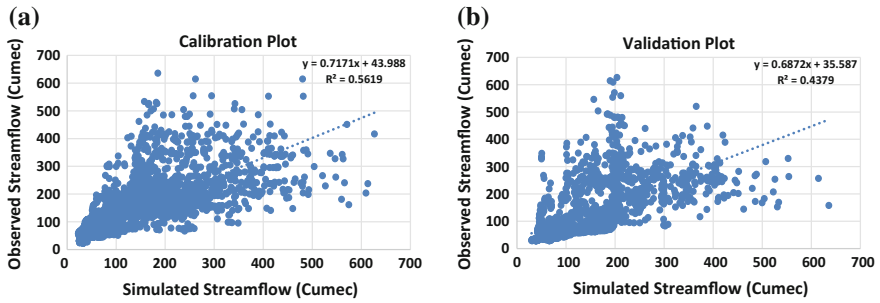 (a)
Calibration Plot
y = 0.7171x + 43.988
R² = 0.5619
Observed Streamflow (Cumec)
700
600
500
400
300
200
100
0
0 100 200 300 400 500 600 700
Simulated Streamflow (Cumec)
(b)
Validation Plot
y = 0.6872x + 35.587
R² = 0.4379
Observed Streamflow (Cumec)
700
600
500
400
300
200
100
0
0 100 200 300 400 500 600 700
Simulated Streamflow (Cumec)